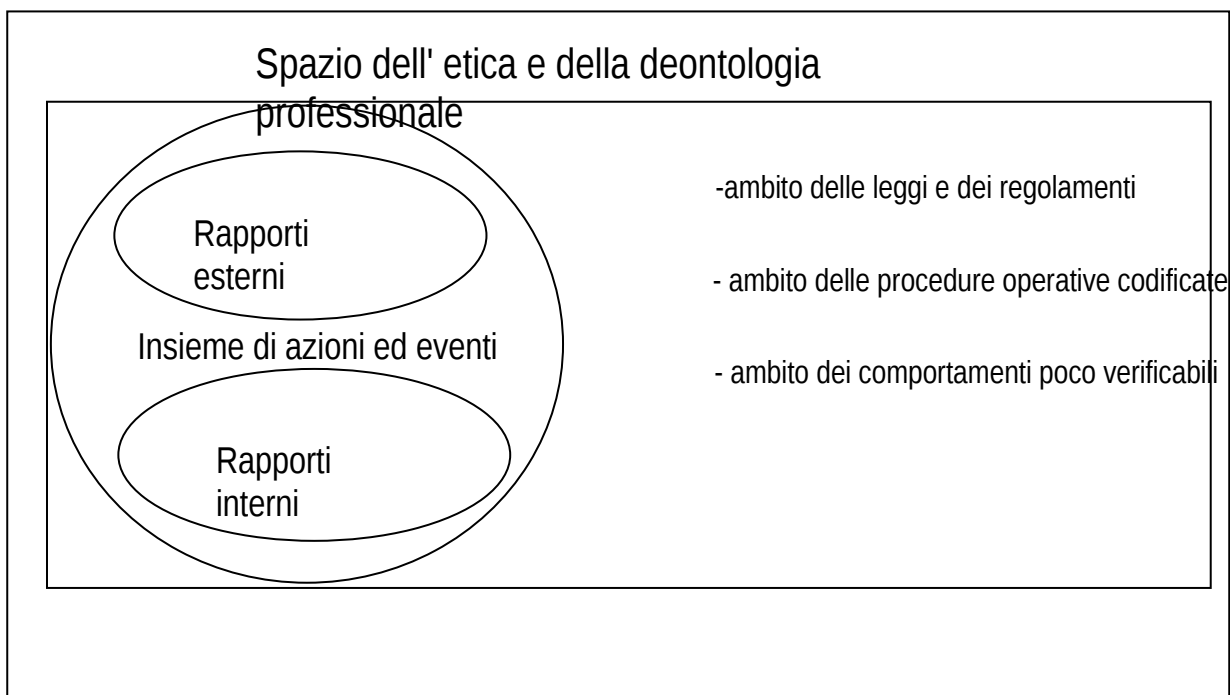 Spazio dell' etica e della deontologia
professionale
Rapporti
esterni
Insieme di azioni ed eventi
Rapporti
interni
-ambito delle leggi e dei regolamenti
- ambito delle procedure operative codificate
- ambito dei comportamenti poco verificabili